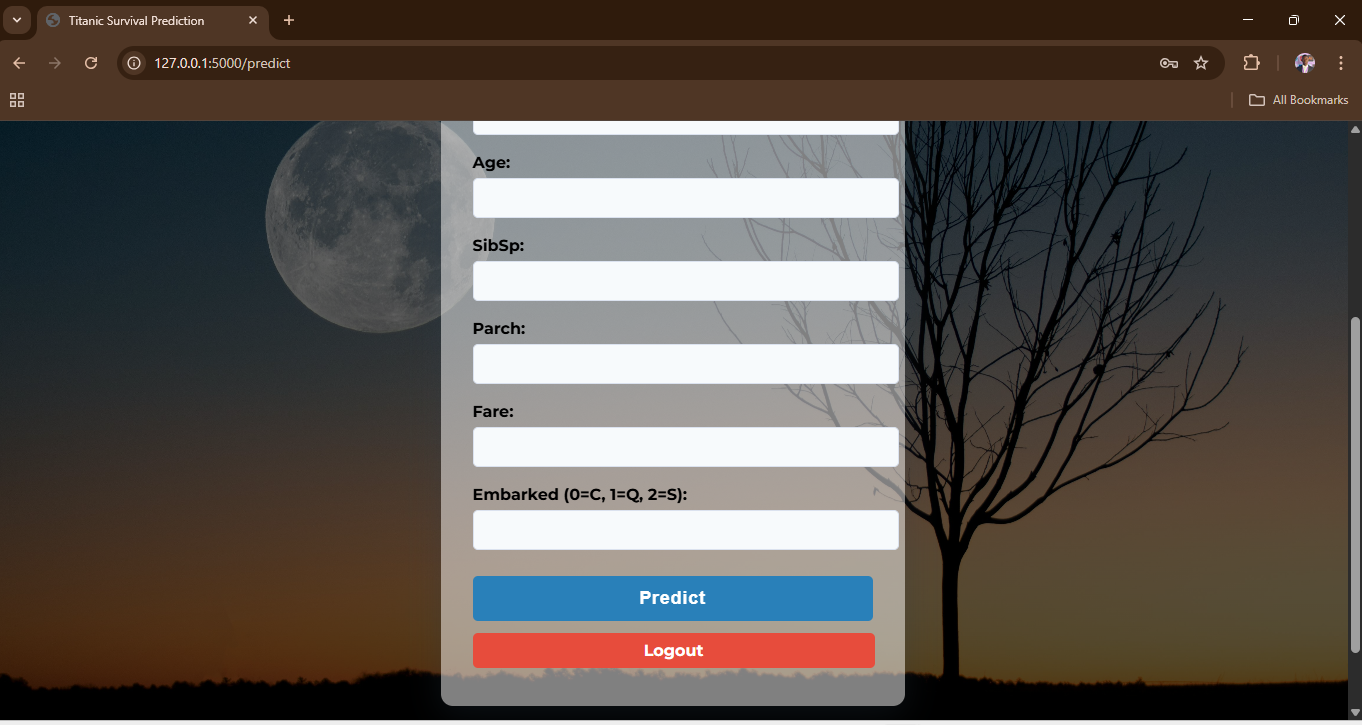 Titanic Survival Prediction
127.0.0.1:5000/predict
All Bookmarks
Age:
SibSp:
Parch:
Fare:
Embarked (0=C, 1=Q, 2=S):
Predict
Logout